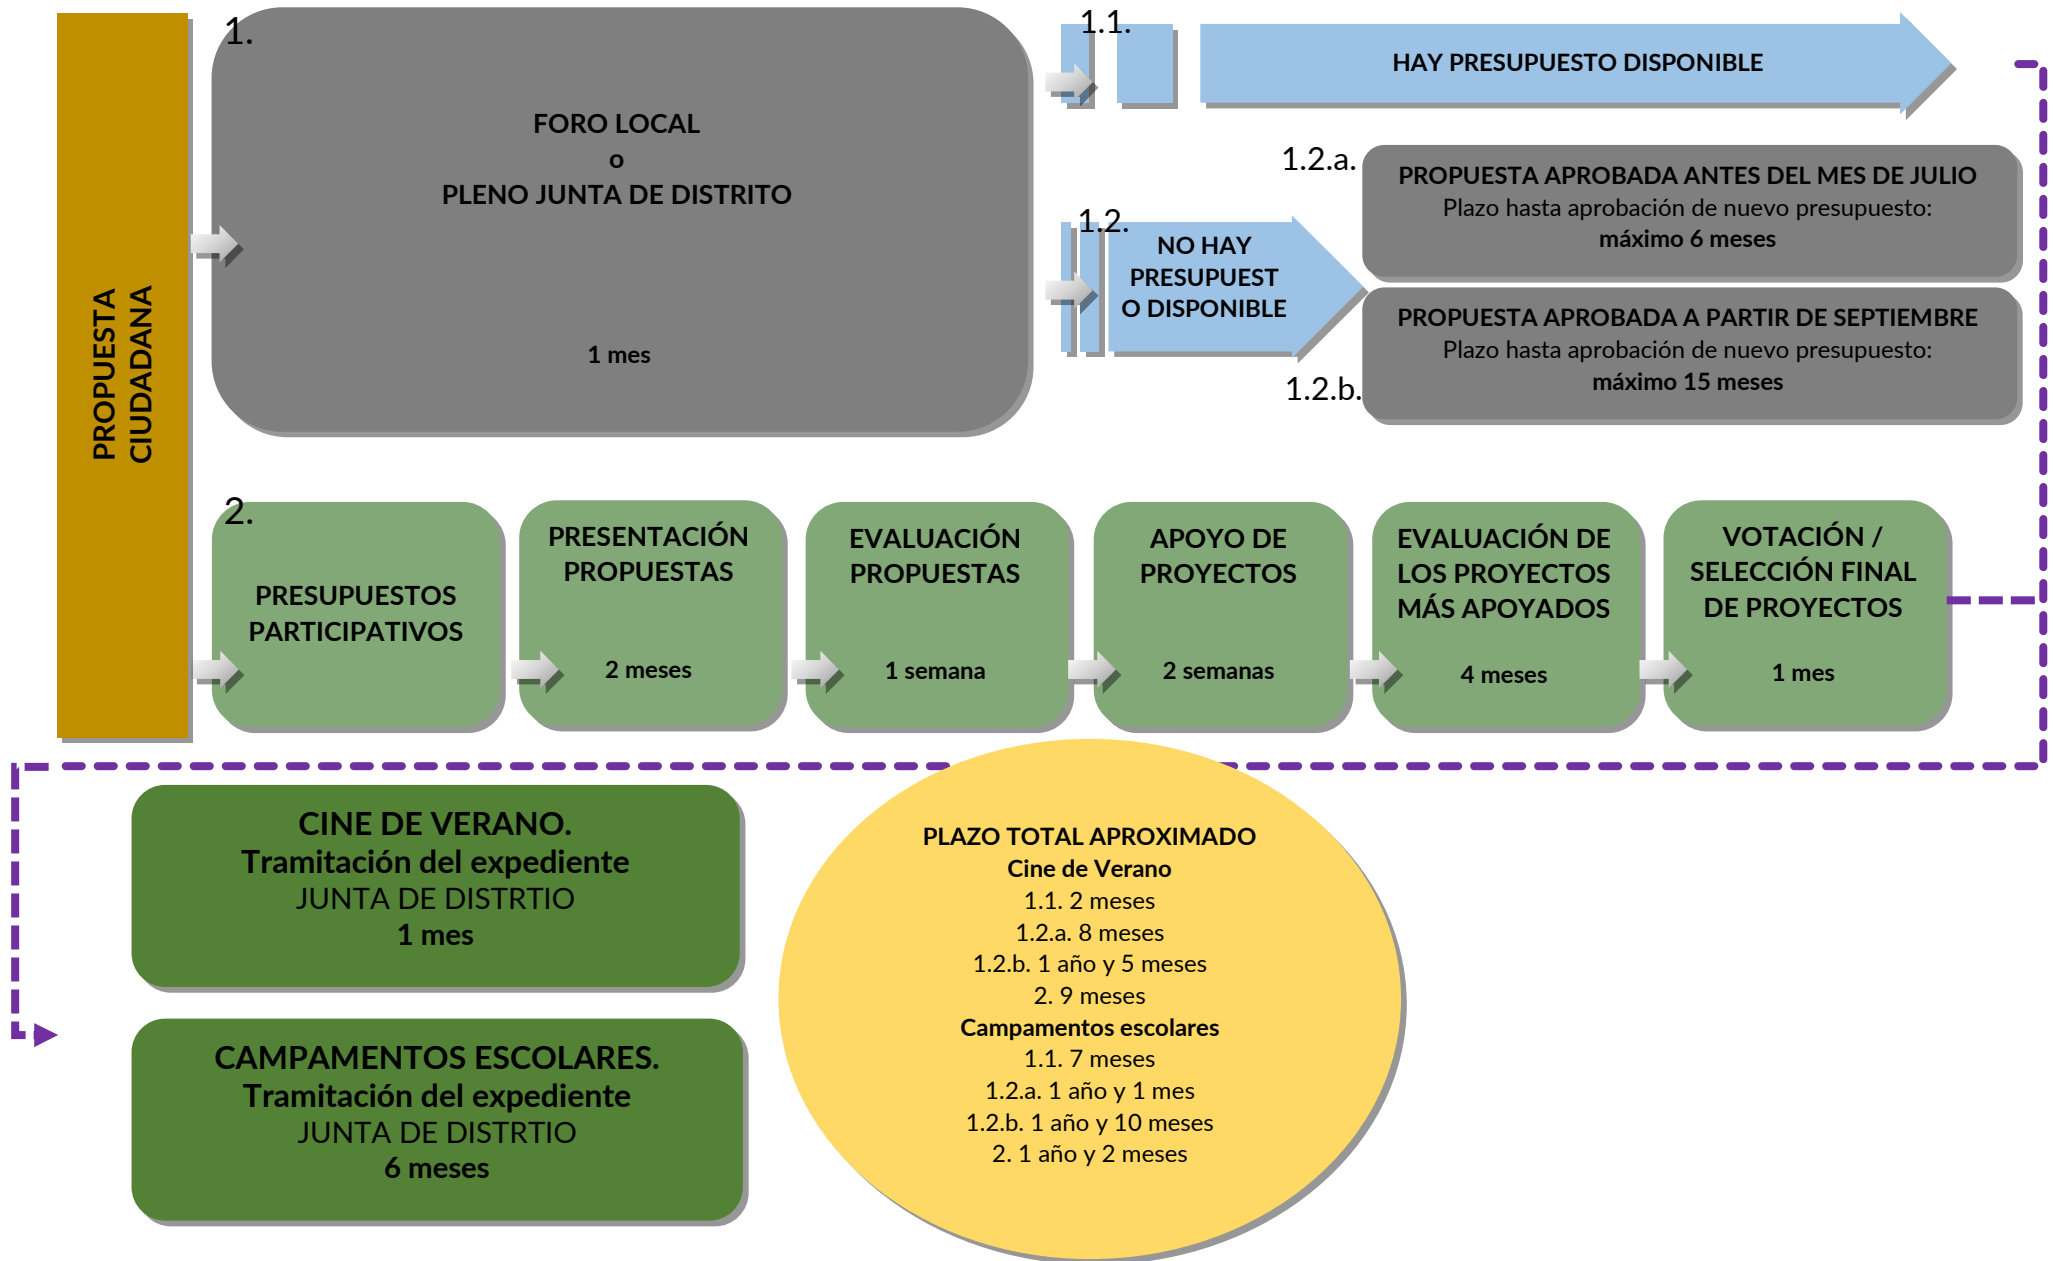 PROPUESTA
CIUDADANA
1.
FORO LOCAL
o
PLENO JUNTA DE DISTRITO
1 mes
1.1.
HAY PRESUPUESTO DISPONIBLE
1.2.
NO HAY
PRESUPUEST
O DISPONIBLE
1.2.a.
PROPUESTA APROBADA ANTES DEL MES DE JULIO
Plazo hasta aprobación de nuevo presupuesto:
máximo 6 meses
1.2.b.
PROPUESTA APROBADA A PARTIR DE SEPTIEMBRE
Plazo hasta aprobación de nuevo presupuesto:
máximo 15 meses
2.
PRESUPUESTOS
PARTICIPATIVOS
PRESENTACIÓN
PROPUESTAS
2 meses
EVALUACIÓN
PROPUESTAS
1 semana
APOYO DE
PROYECTOS
2 semanas
EVALUACIÓN DE
LOS PROYECTOS
MÁS APOYADOS
4 meses
VOTACIÓN /
SELECCIÓN FINAL
DE PROYECTOS
1 mes
CINE DE VERANO.
Tramitación del expediente
JUNTA DE DISTRTIO
1 mes
CAMPAMENTOS ESCOLARES.
Tramitación del expediente
JUNTA DE DISTRTIO
6 meses
PLAZO TOTAL APROXIMADO
Cine de Verano
1.1. 2 meses
1.2.a. 8 meses
1.2.b. 1 año y 5 meses
2. 9 meses
Campamentos escolares
1.1. 7 meses
1.2.a. 1 año y 1 mes
1.2.b. 1 año y 10 meses
2. 1 año y 2 meses